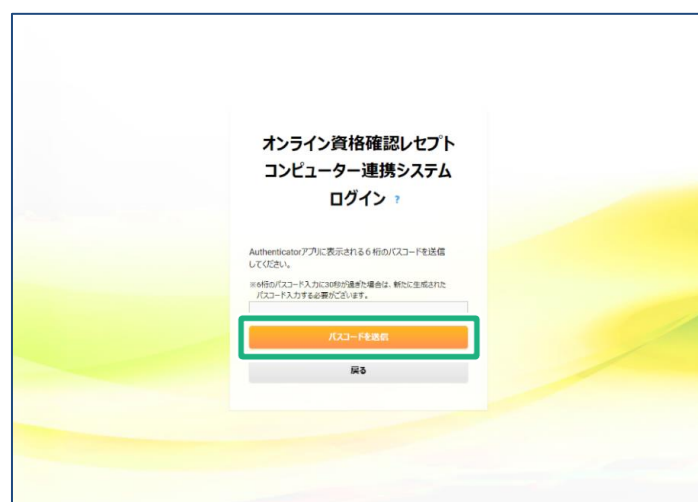 オンライン資格確認レセプト
コンピューター連携システム
ログイン ?
Authenticatorアプリに表示される6桁のパスコードを送信
してください。
※6桁のパスコード入力に30秒が過ぎた場合は、新たに生成された
パスコード入力する必要がございます。
パスコードを送信
戻る